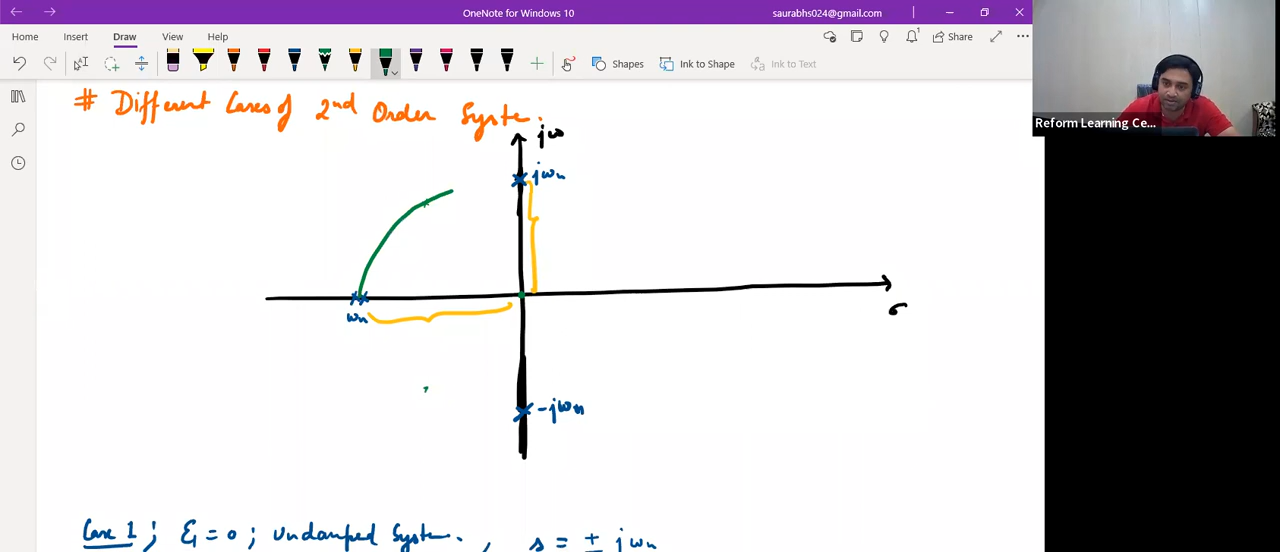 OneNote for Windows 10
saurabhs024@gmail.com
Home Insert Draw View Help
Share
Shapes
Ink to Shape
Ink to Text
Reform Learning Ce...
# Different Cases of 2nd Order System.
jω
jωn
ωn
σ
-jωn
Case 1; ξ = 0; undamped System. , s = ± jωn